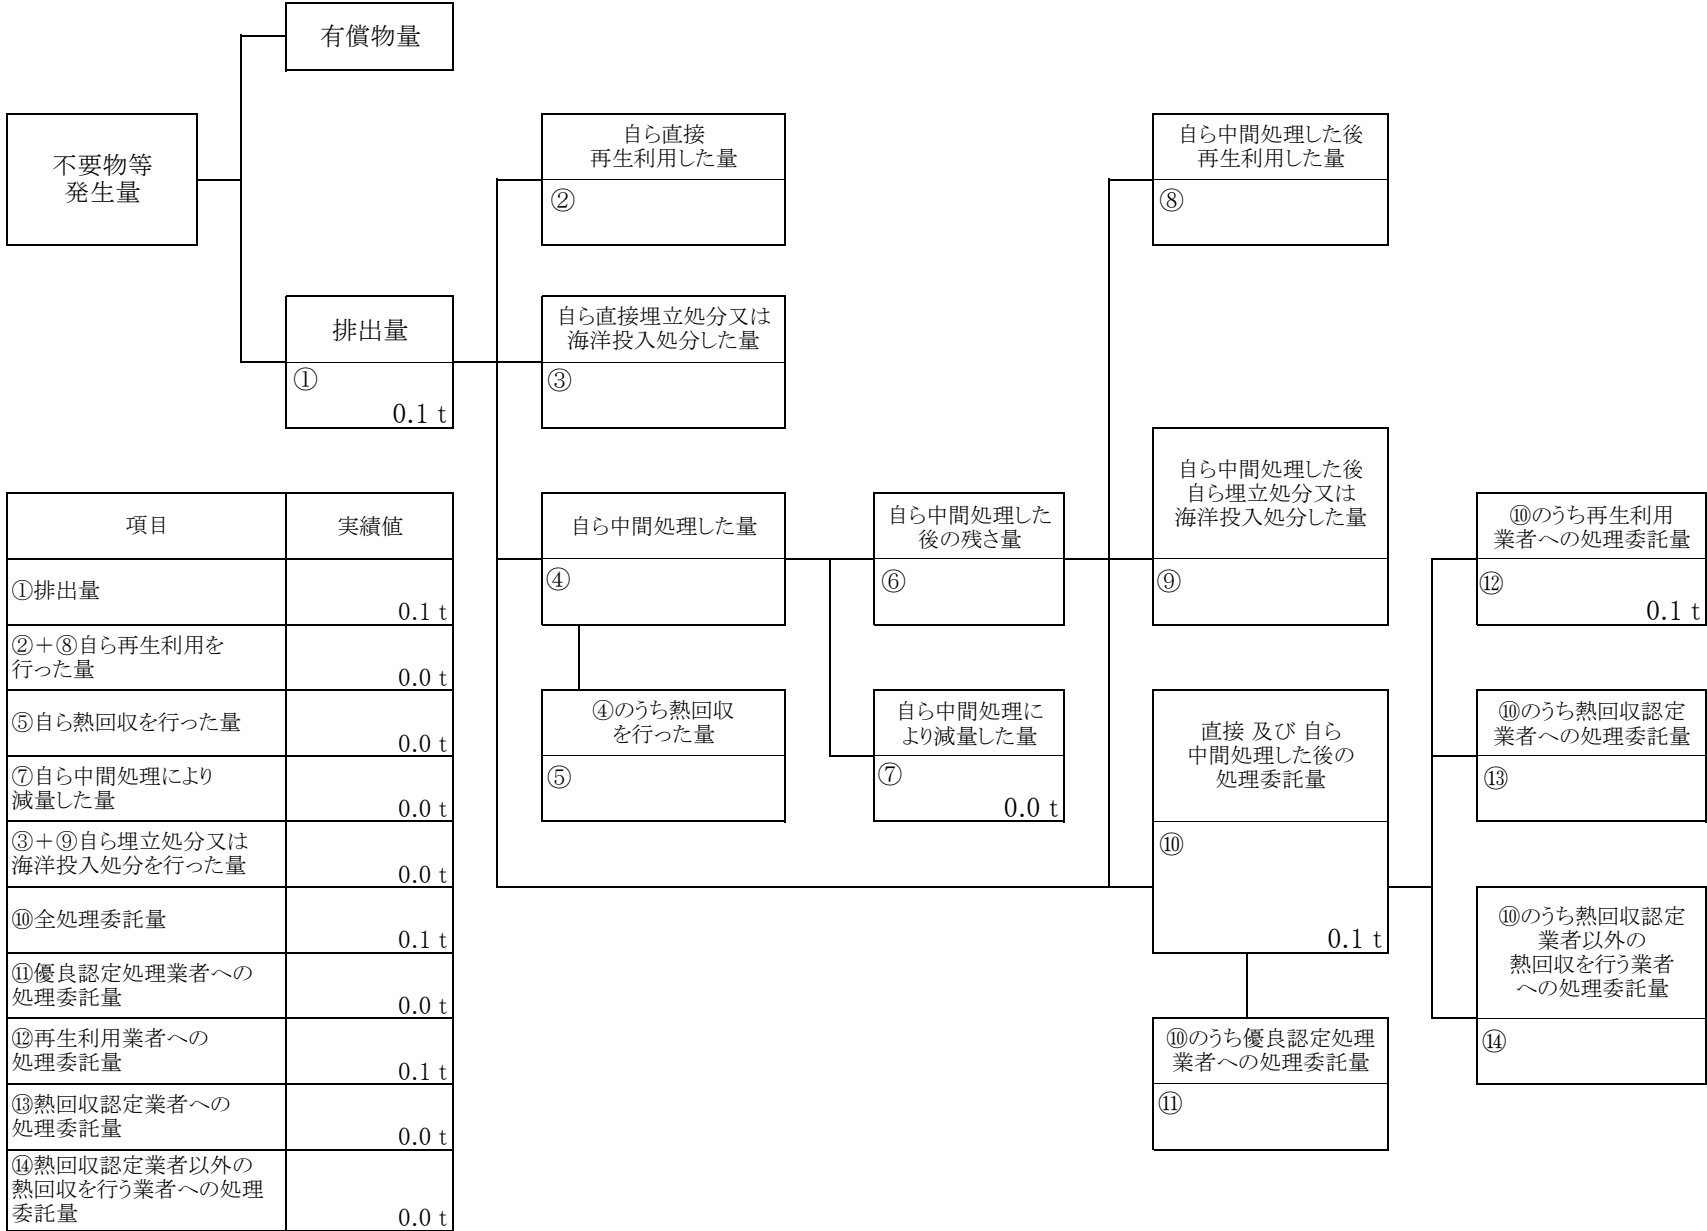 有償物量
不要物等
発生量
排出量
①
0.1 t
自ら直接
再生利用した量
②
自ら直接埋立処分又は
海洋投入処分した量
③
自ら中間処理した量
④
④のうち熱回収
を行った量
⑤
自ら中間処理した
後の残さ量
⑥
自ら中間処理に
より減量した量
⑦
0.0 t
自ら中間処理した後
再生利用した量
⑧
自ら中間処理した後
自ら埋立処分又は
海洋投入処分した量
⑨
直接 及び 自ら
中間処理した後の
処理委託量
⑩
0.1 t
⑩のうち優良認定処理
業者への処理委託量
⑪
⑩のうち再生利用
業者への処理委託量
⑫
0.1 t
⑩のうち熱回収認定
業者への処理委託量
⑬
⑩のうち熱回収認定
業者以外の
熱回収を行う業者
への処理委託量
⑭
項目 実績値
①排出量
0.1 t
②＋⑧自ら再生利用を
行った量
0.0 t
⑤自ら熱回収を行った量
0.0 t
⑦自ら中間処理により
減量した量
0.0 t
③＋⑨自ら埋立処分又は
海洋投入処分を行った量
0.0 t
⑩全処理委託量
0.1 t
⑪優良認定処理業者への
処理委託量
0.0 t
⑫再生利用業者への
処理委託量
0.1 t
⑬熱回収認定業者への
処理委託量
0.0 t
⑭熱回収認定業者以外の
熱回収を行う業者への処理
委託量
0.0 t